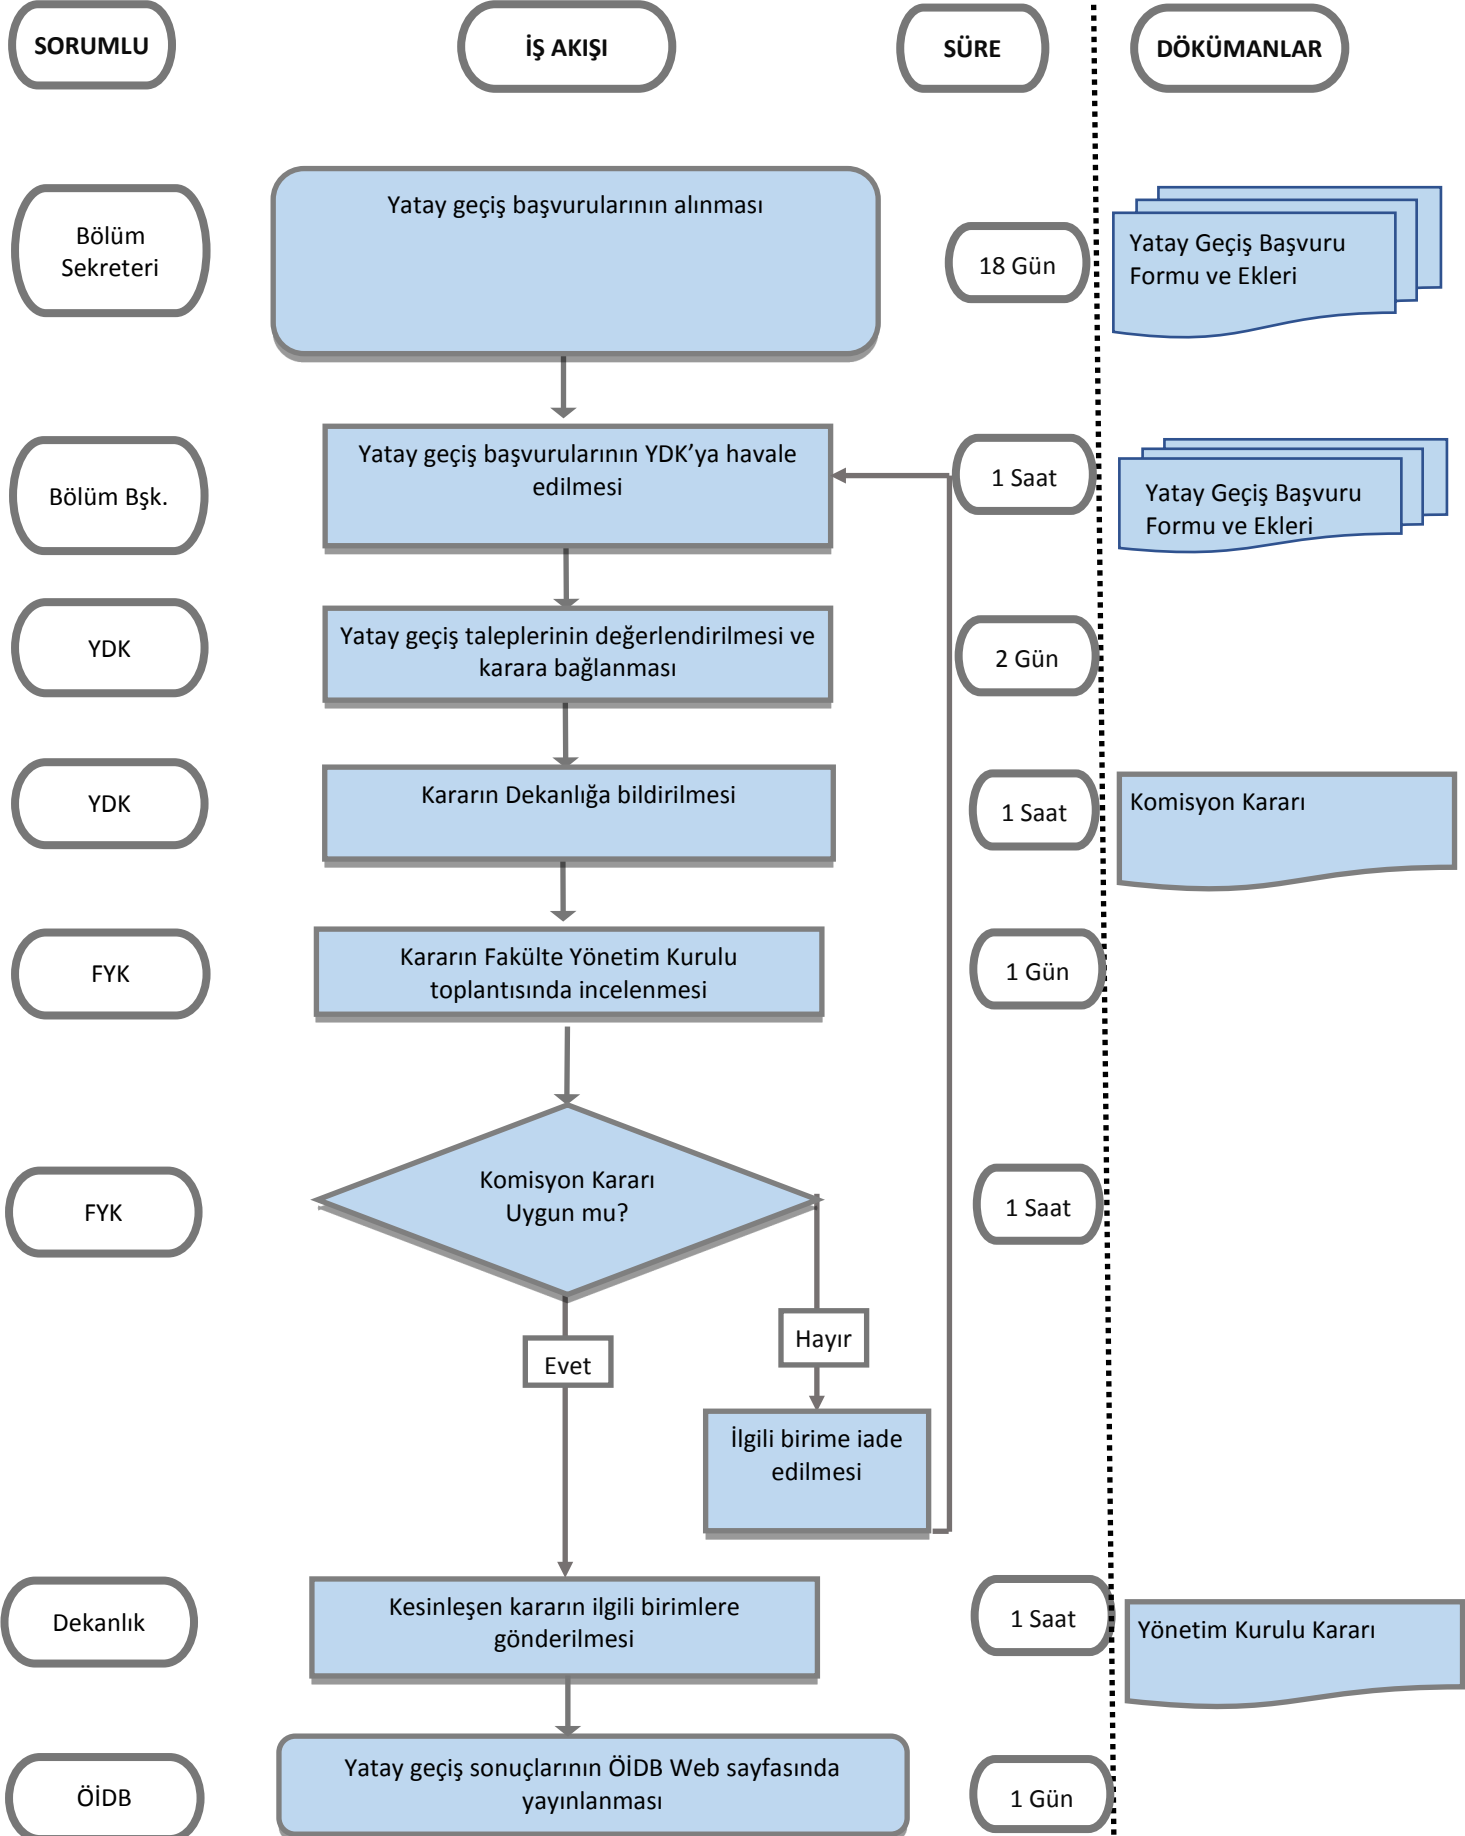 SORUMLU
İŞ AKIŞI
SÜRE
DÖKÜMANLAR
Bölüm
Sekreteri
Yatay geçiş başvurularının alınması
18 Gün
Yatay Geçiş Başvuru
Formu ve Ekleri
Bölüm Bşk.
Yatay geçiş başvurularının YDK’ya havale
edilmesi
1 Saat
Yatay Geçiş Başvuru
Formu ve Ekleri
YDK
Yatay geçiş taleplerinin değerlendirilmesi ve
karara bağlanması
2 Gün
YDK
Kararın Dekanlığa bildirilmesi
1 Saat
Komisyon Kararı
FYK
Kararın Fakülte Yönetim Kurulu
toplantısında incelenmesi
1 Gün
FYK
Komisyon Kararı
Uygun mu?
1 Saat
Hayır
Evet
İlgili birime iade
edilmesi
Dekanlık
Kesinleşen kararın ilgili birimlere
gönderilmesi
1 Saat
Yönetim Kurulu Kararı
ÖİDB
Yatay geçiş sonuçlarının ÖİDB Web sayfasında
yayınlanması
1 Gün